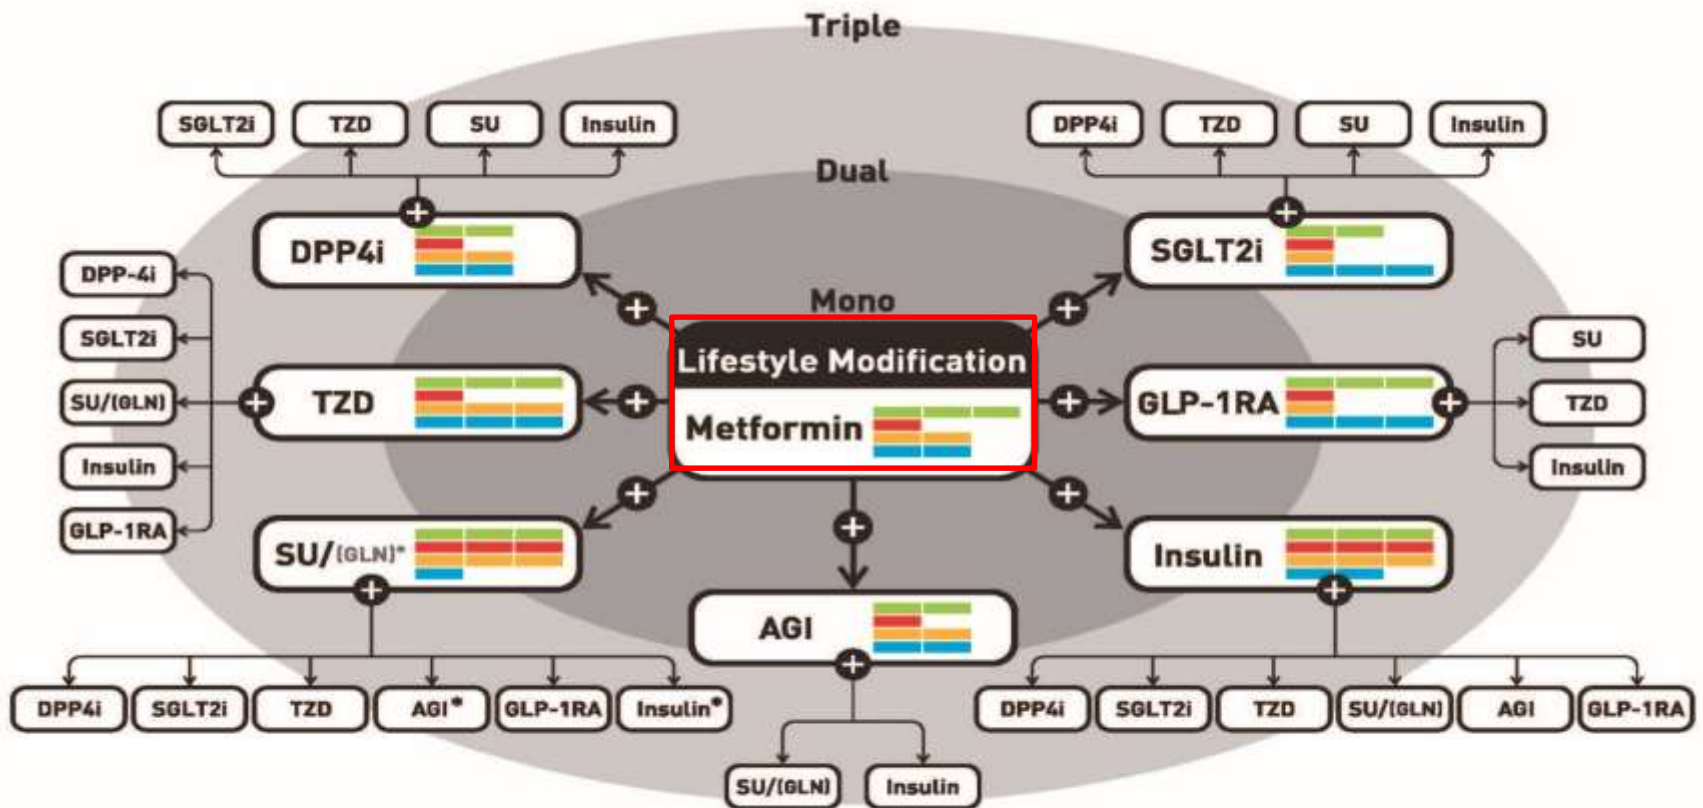 Triple
SGLT2i TZD SU Insulin
DPP4i TZD SU Insulin
Dual
DPP4i
SGLT2i
DPP-4i
SGLT2i
SU/(GLN)
Insulin
GLP-1RA
Mono
Lifestyle Modification
Metformin
TZD
GLP-1RA
SU
TZD
Insulin
SU/(GLN)*
Insulin
AGI
DPP4i SGLT2i TZD AGI* GLP-1RA Insulin*
DPP4i SGLT2i TZD SU/(GLN) AGI GLP-1RA
SU/(GLN) Insulin